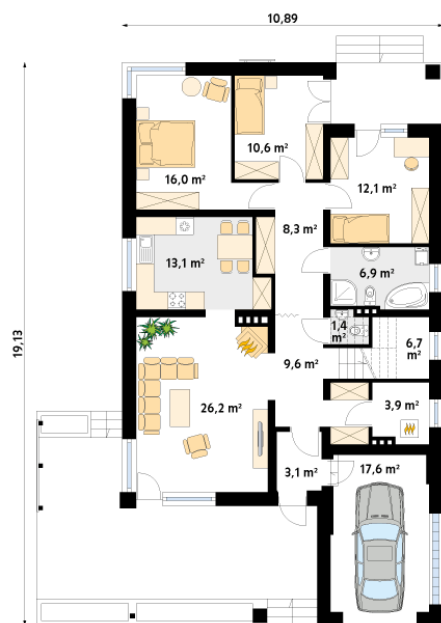 10,89
10,6 m²
16,0 m²
12,1 m²
8,3 m²
13,1 m²
6,9 m²
19,13
1,4
m²
6,7
m²
9,6 m²
26,2 m²
3,9 m²
3,1 m²
17,6 m²